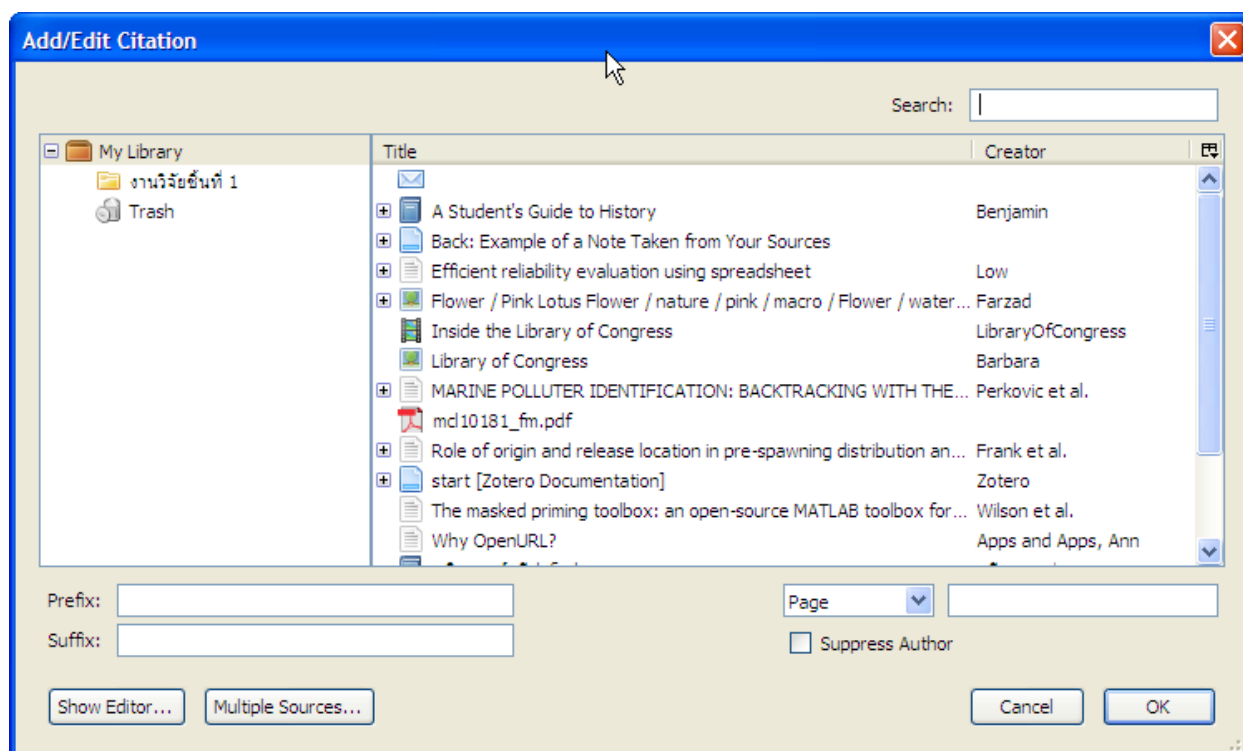 Add/Edit Citation
Search:
My Library
งานวิจัยชิ้นที่ 1
Trash
Title Creator
A Student's Guide to History Benjamin
Back: Example of a Note Taken from Your Sources
Efficient reliability evaluation using spreadsheet Low
Flower / Pink Lotus Flower / nature / pink / macro / Flower / water... Farzad
Inside the Library of Congress LibraryOfCongress
Library of Congress Barbara
MARINE POLLUTER IDENTIFICATION: BACKTRACKING WITH THE... Perkovic et al.
mcl10181_fm.pdf
Role of origin and release location in pre-spawning distribution an... Frank et al.
start [Zotero Documentation] Zotero
The masked priming toolbox: an open-source MATLAB toolbox for... Wilson et al.
Why OpenURL? Apps and Apps, Ann
Prefix: Page
Suffix: Suppress Author
Show Editor... Multiple Sources... Cancel OK